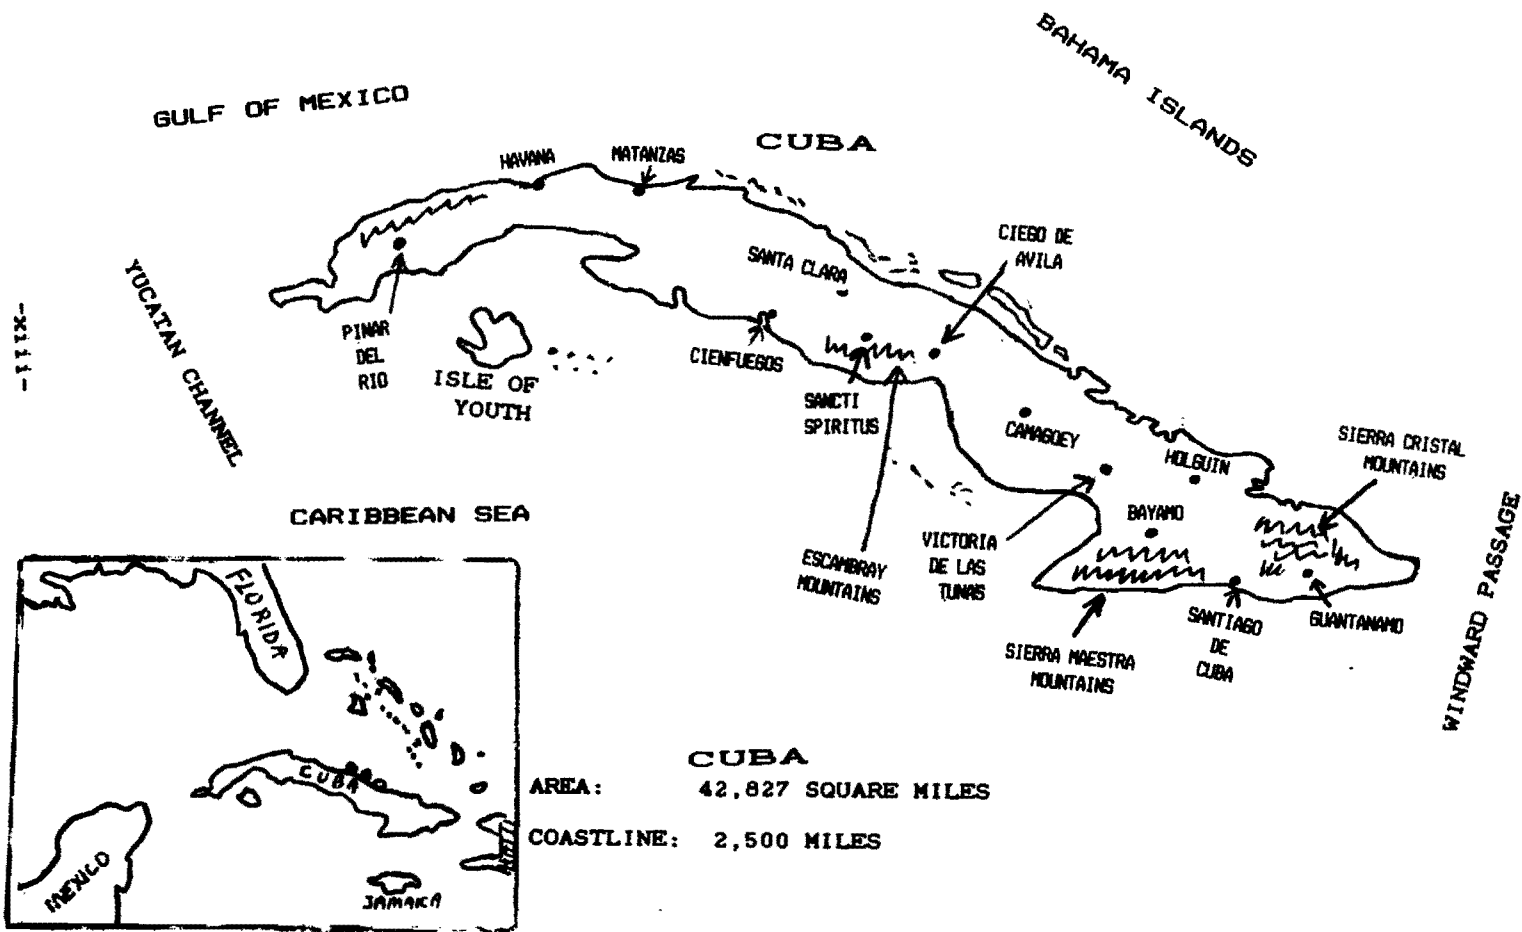 BAHAMA ISLANDS
GULF OF MEXICO
CUBA
HAVANA
MATANZAS
CIEGO DE
AVILA
SANTA CLARA
YUCATAN CHANNEL
-xiii-
PINAR
DEL
RIO
ISLE OF
YOUTH
CIENFUEGOS
SANCTI
SPIRITUS
CAMAGOEY
HOLGUIN
SIERRA CRISTAL
MOUNTAINS
CARIBBEAN SEA
BAYAMO
VICTORIA
DE LAS
TUNAS
ESCAMBRAY
MOUNTAINS
WINDWARD PASSAGE
SANTIAGO
DE
CUBA
GUANTANAMO
SIERRA MAESTRA
MOUNTAINS
FLORIDA
CUBA
MEXICO
JAMAICA
HAITI
CUBA
AREA: 42,827 SQUARE MILES
COASTLINE: 2,500 MILES